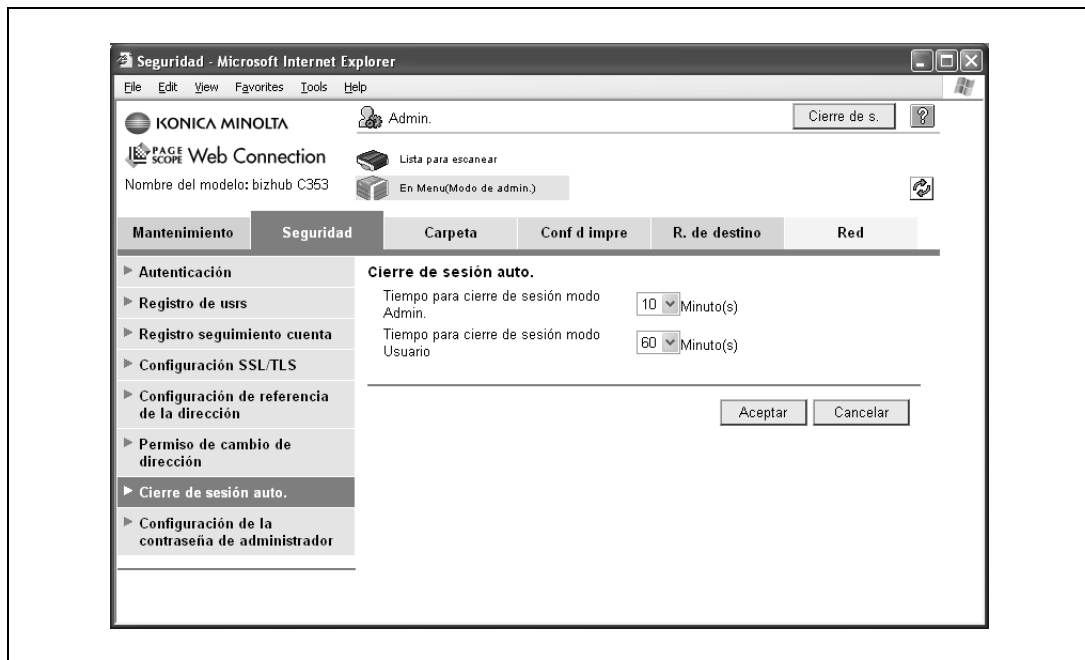 Seguridad - Microsoft Internet Explorer
File Edit View Favorites Tools Help
KONICA MINOLTA
Admin.
Cierre de s.
?
PAGE SCOPE Web Connection
Lista para escanear
Nombre del modelo: bizhub C353
En Menu(Modo de admin.)
Mantenimiento Seguridad Carpeta Conf d impre R. de destino Red
Autenticación
Registro de usrs
Registro seguimiento cuenta
Configuración SSL/TLS
Configuración de referencia
de la dirección
Permiso de cambio de
dirección
Cierre de sesión auto.
Configuración de la
contraseña de administrador
Cierre de sesión auto.
Tiempo para cierre de sesión modo
Admin.
10 Minuto(s)
Tiempo para cierre de sesión modo
Usuario
60 Minuto(s)
Aceptar Cancelar